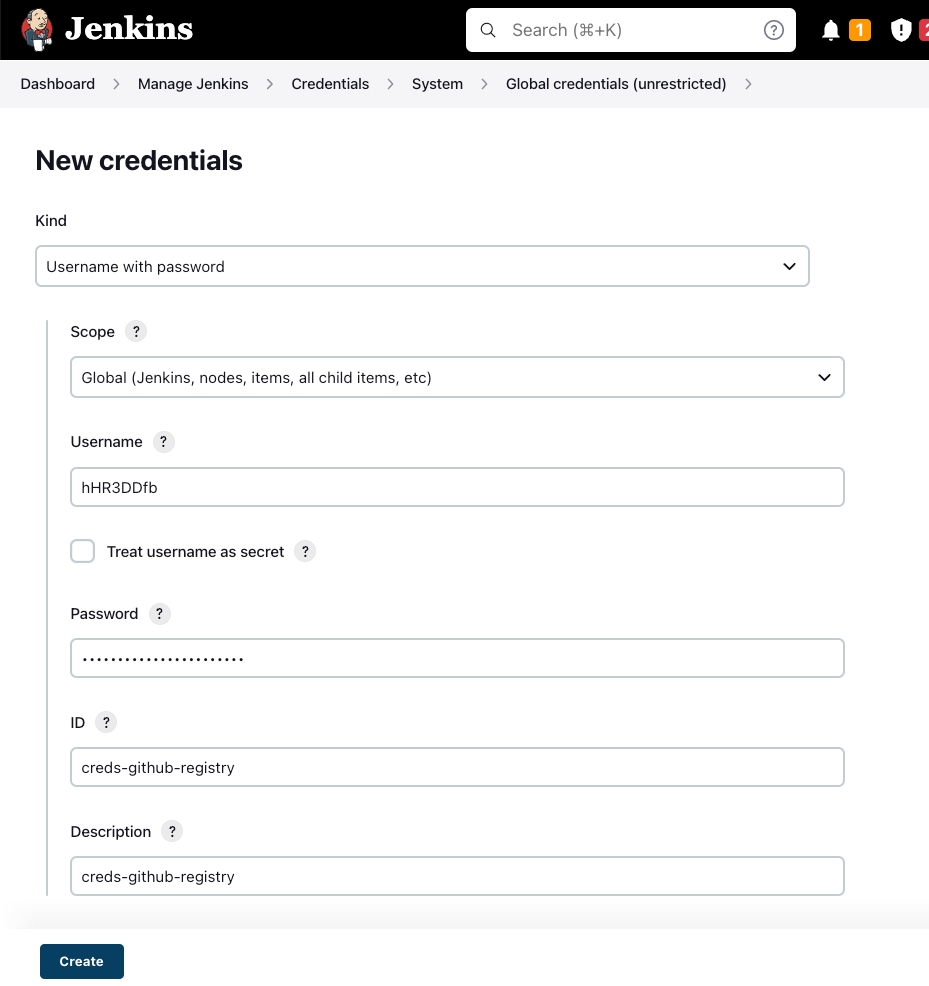 Jenkins
Search (⌘+K) ?
1
! 2
Dashboard > Manage Jenkins > Credentials > System > Global credentials (unrestricted) >
New credentials
Kind
Username with password
Scope ?
Global (Jenkins, nodes, items, all child items, etc)
Username ?
hHR3DDfb
Treat username as secret ?
Password ?
•••••••••••••••••••••••
ID ?
creds-github-registry
Description ?
creds-github-registry
Create